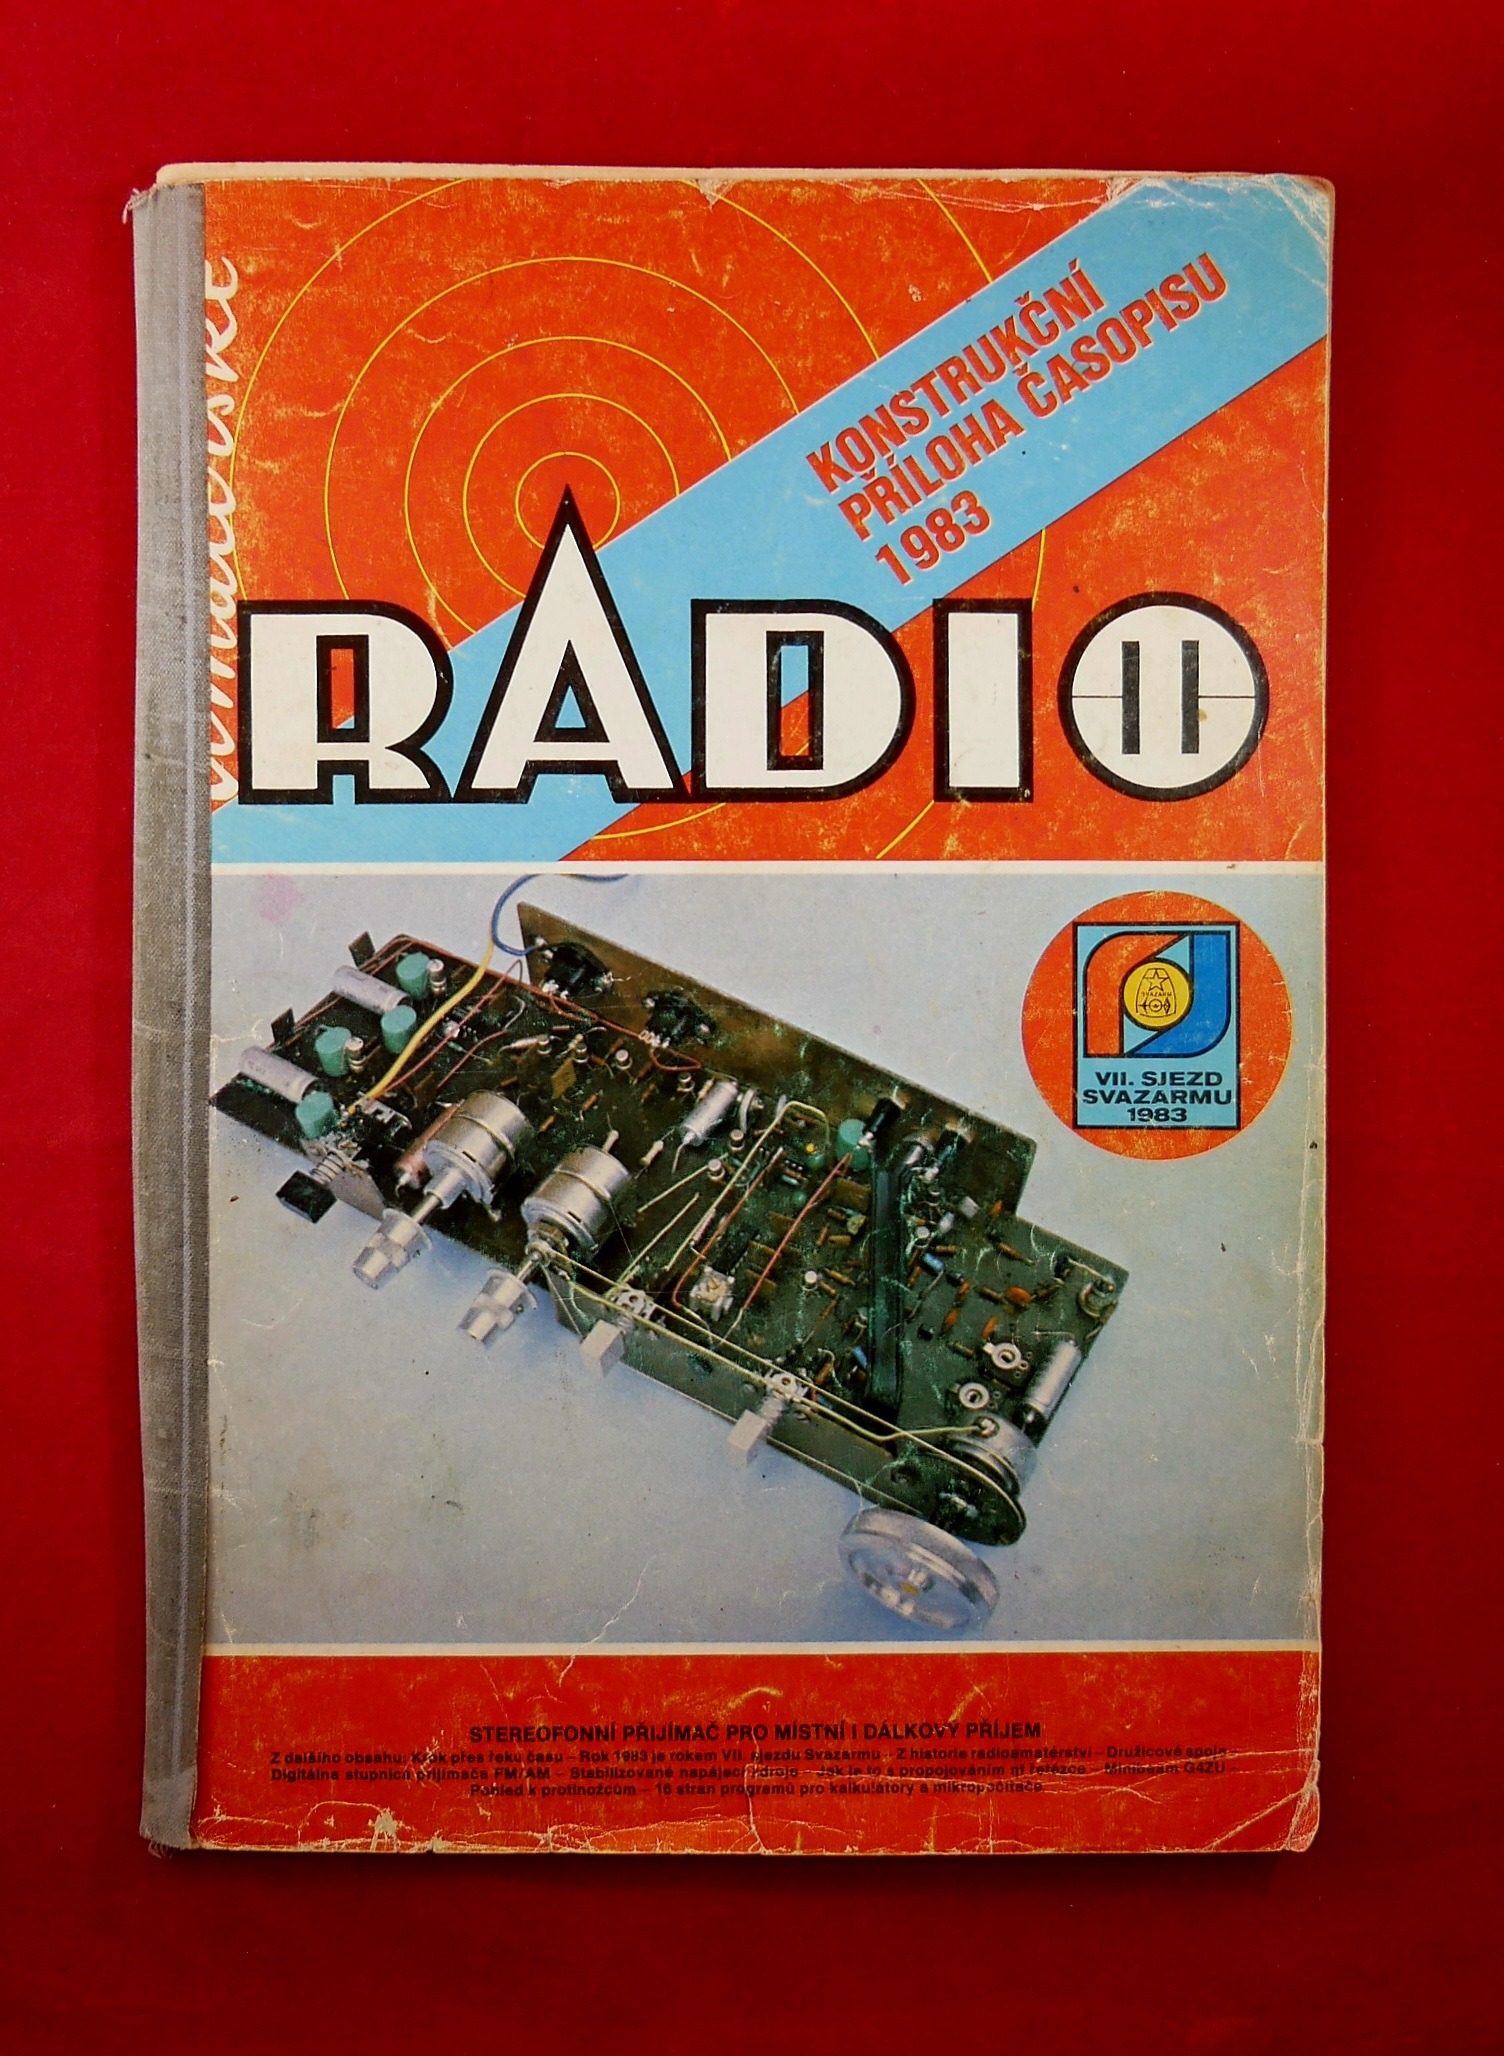 KONSTRUKČNÍ
PŘÍLOHA ČASOPISU
1983
RADIO
SVAZARM
VII. SJEZD
SVAZARMU
1983
STEREOFONNÍ PŘIJÍMAČ PRO MÍSTNÍ I DÁLKOVÝ PŘÍJEM
Z dalšího obsahu: Krok přes řeku času – Rok 1983 je rokem VII. sjezdu Svazarmu – Z historie radioamatérství – Družicové spoje –
Digitální stupnice přijímače FM/AM – Stabilizované napájecí zdroje – Jak je to s propojováním nf řetězce – Minibeam G4ZU –
Pohled k protinožcům – 16 stran programů pro kalkulátory a mikropočítače